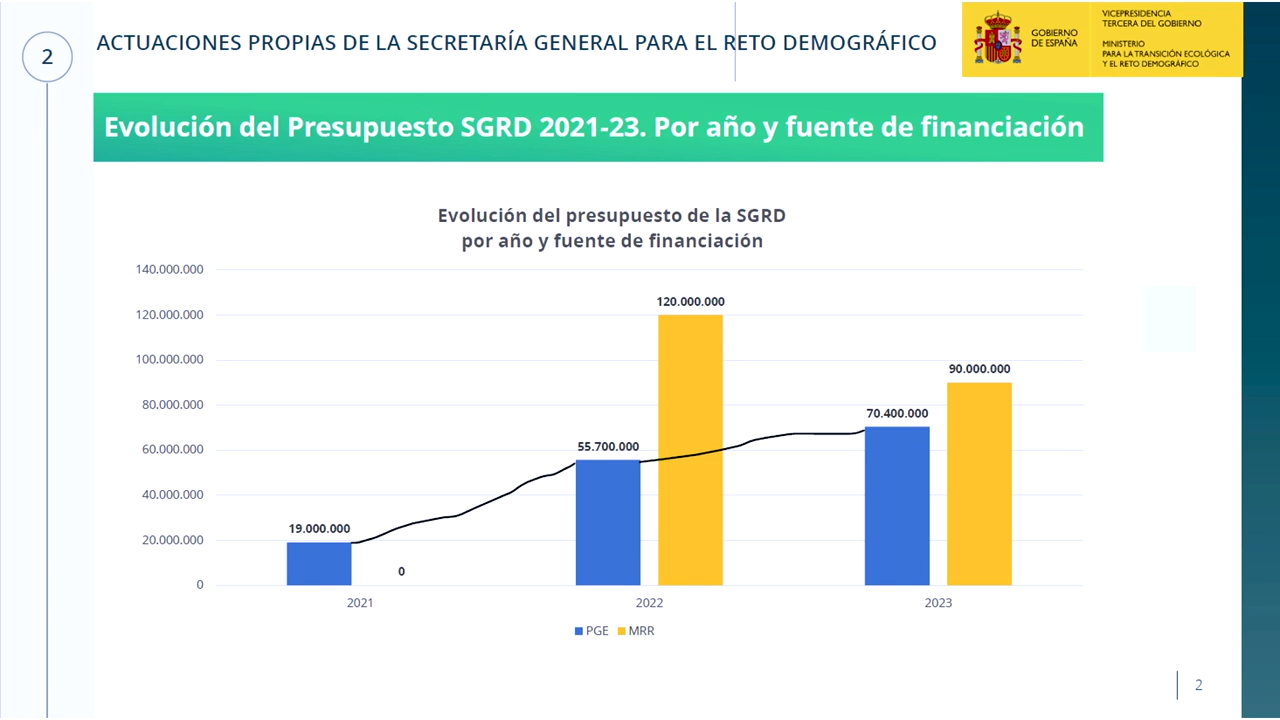 2
ACTUACIONES PROPIAS DE LA SECRETARÍA GENERAL PARA EL RETO DEMOGRÁFICO
GOBIERNO
DE ESPAÑA
VICEPRESIDENCIA
TERCERA DEL GOBIERNO
MINISTERIO
PARA LA TRANSICIÓN ECOLÓGICA
Y EL RETO DEMOGRÁFICO
Evolución del Presupuesto SGRD 2021-23. Por año y fuente de financiación
Evolución del presupuesto de la SGRD
por año y fuente de financiación
140.000.000
120.000.000
100.000.000
80.000.000
60.000.000
40.000.000
20.000.000
0
19.000.000
0
55.700.000
120.000.000
70.400.000
90.000.000
2021
2022
2023
PGE
MRR
2